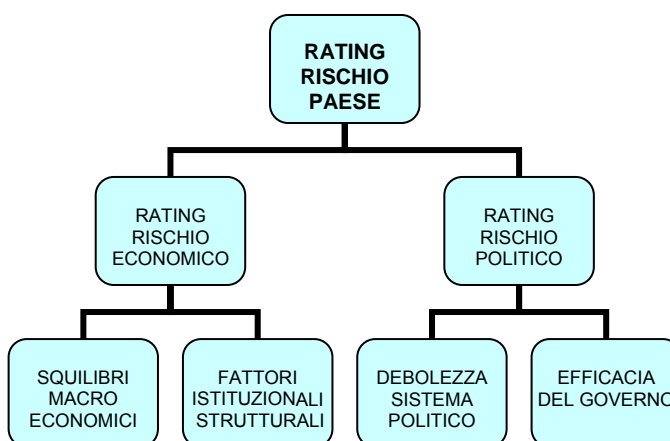 RATING
RISCHIO
PAESE
RATING
RISCHIO
ECONOMICO
RATING
RISCHIO
POLITICO
SQUILIBRI
MACRO
ECONOMICI
FATTORI
ISTITUZIONALI
STRUTTURALI
DEBOLEZZA
SISTEMA
POLITICO
EFFICACIA
DEL GOVERNO